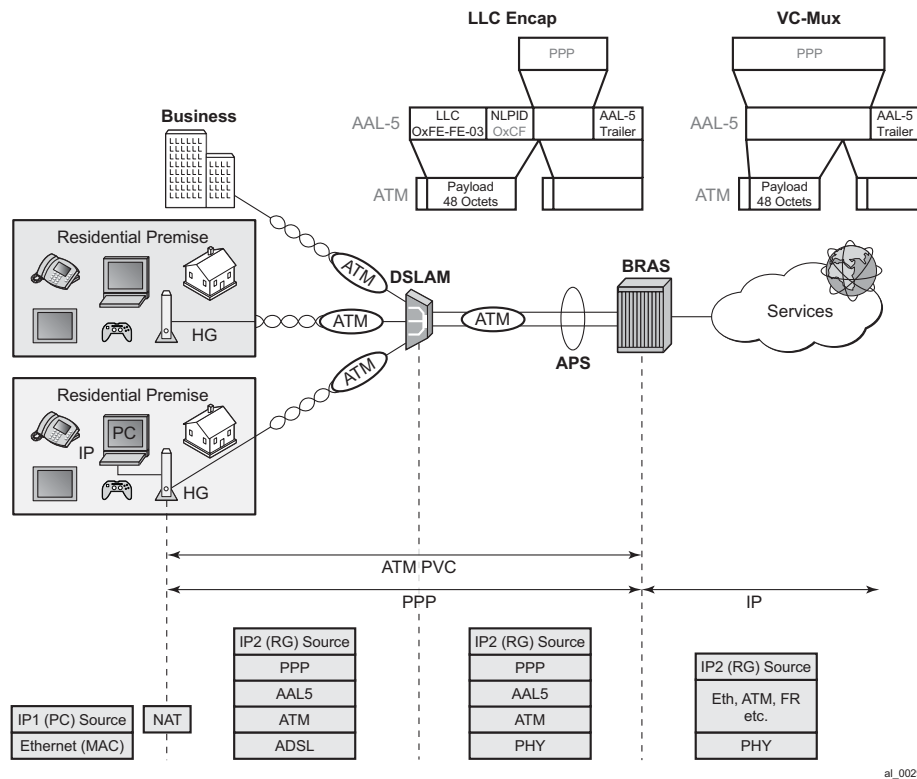 LLC Encap
VC-Mux
PPP
PPP
Business
AAL-5
LLC
OxFE-FE-03
NLPID
OxCF
AAL-5
Trailer
AAL-5
AAL-5
Trailer
ATM
Payload
48 Octets
ATM
Payload
48 Octets
Residential Premise
HG
ATM
ATM
ATM
DSLAM
ATM
APS
BRAS
Services
Residential Premise
PC
IP
HG
ATM PVC
PPP
IP
IP1 (PC) Source
Ethernet (MAC)
NAT
IP2 (RG) Source
PPP
AAL5
ATM
ADSL
IP2 (RG) Source
PPP
AAL5
ATM
PHY
IP2 (RG) Source
Eth, ATM, FR
etc.
PHY
al_002